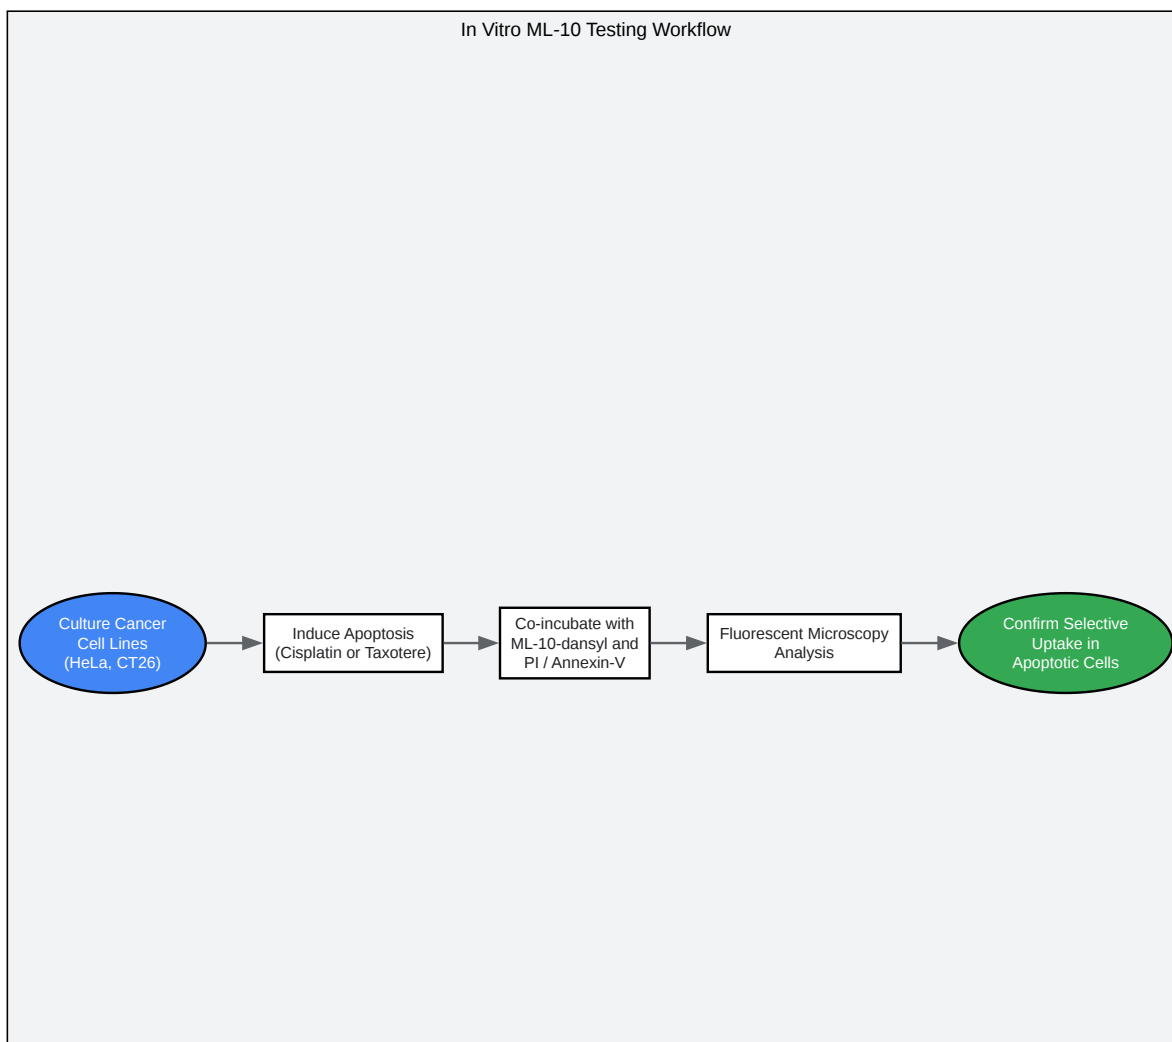 In Vitro ML-10 Testing Workflow
Culture Cancer
Cell Lines
(HeLa, CT26)
Induce Apoptosis
(Cisplatin or Taxotere)
Co-incubate with
ML-10-dansyl and
PI / Annexin-V
Fluorescent Microscopy
Analysis
Confirm Selective
Uptake in
Apoptotic Cells